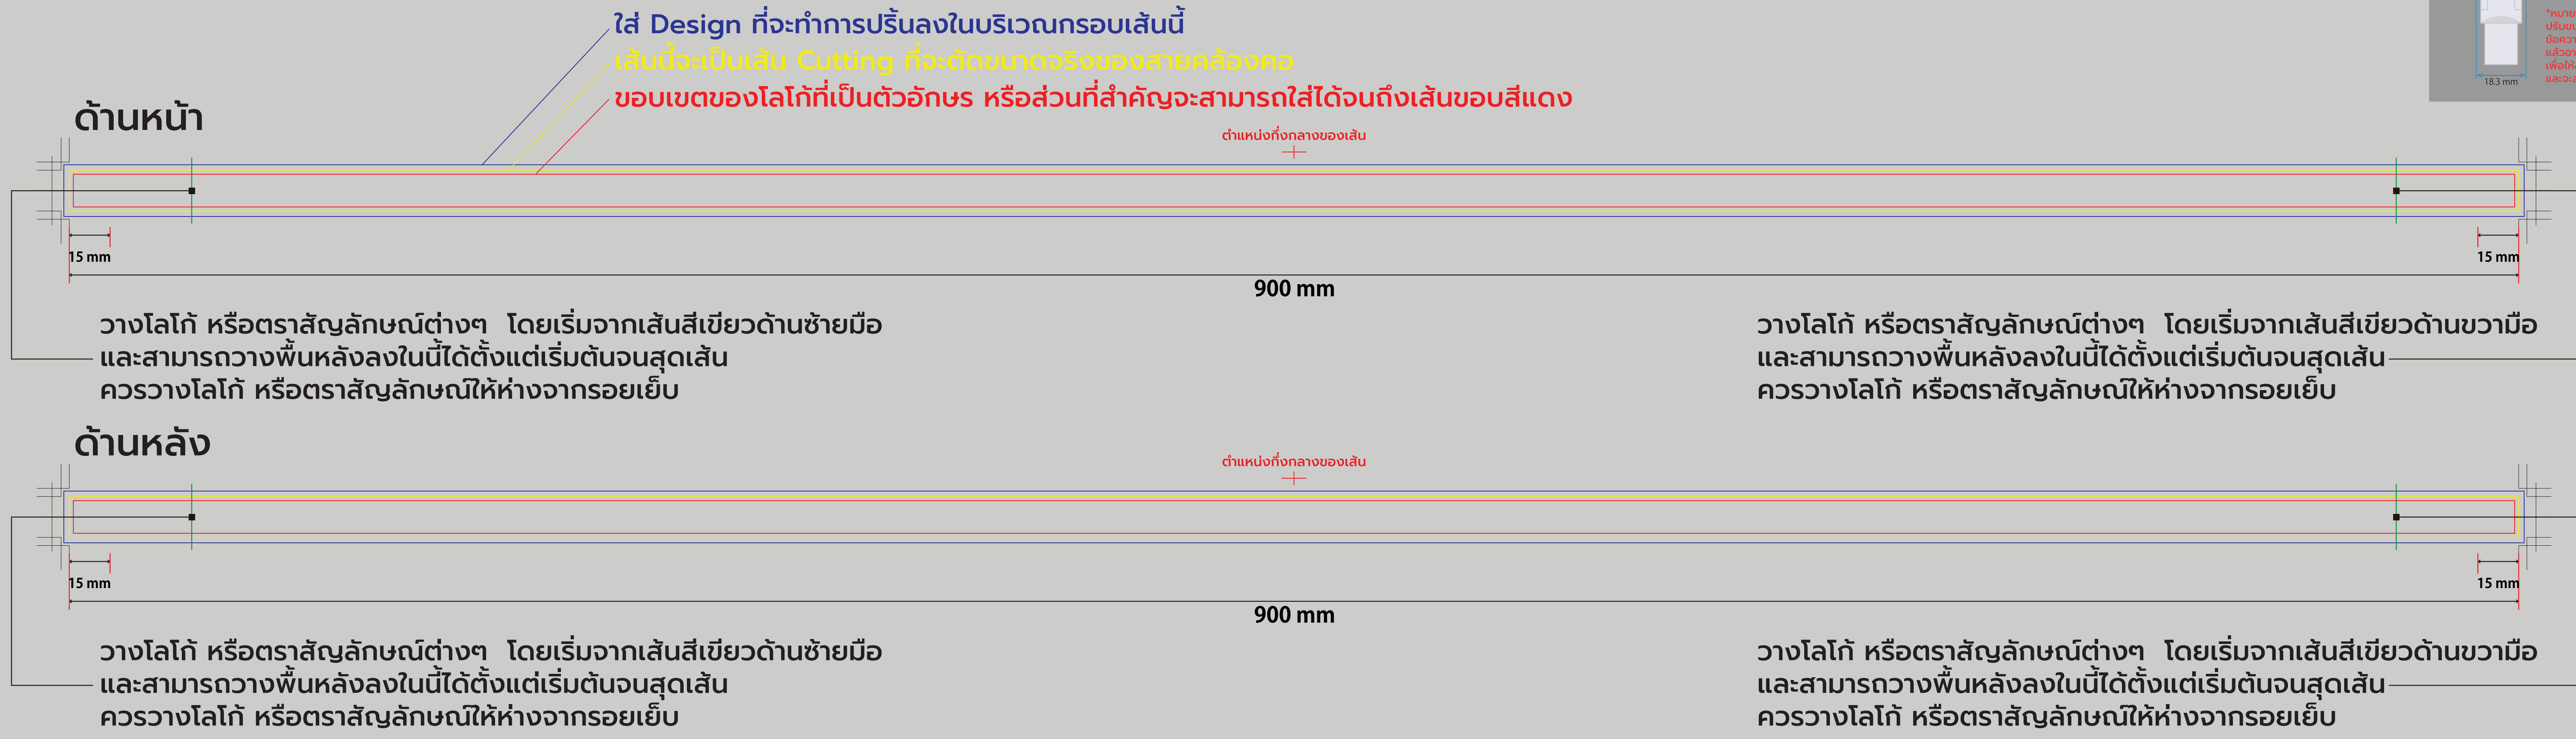 ใส่ Design ที่จะทำการปริ้นลงในบริเวณกรอบเส้นนี้
เส้นนี้จะเป็นเส้น Cutting ที่จะตัดขนาดจริงของสายคล้องคอ
ขอบเขตของโลโก้ที่เป็นตัวอักษร หรือส่วนที่สำคัญจะสามารถใส่ได้จนถึงเส้นขอบสีแดง
*หมาย
ปรับขน
ข้อควา
แล้วอา
เพื่อให้
และจะส
18.3 mm
ด้านหน้า
ตำแหน่งกึ่งกลางของเส้น
15 mm
15 mm
900 mm
วางโลโก้ หรือตราสัญลักษณ์ต่างๆ โดยเริ่มจากเส้นสีเขียวด้านซ้ายมือ
และสามารถวางพื้นหลังลงในนี้ได้ตั้งแต่เริ่มต้นจนสุดเส้น
ควรวางโลโก้ หรือตราสัญลักษณ์ให้ห่างจากรอยเย็บ
วางโลโก้ หรือตราสัญลักษณ์ต่างๆ โดยเริ่มจากเส้นสีเขียวด้านขวามือ
และสามารถวางพื้นหลังลงในนี้ได้ตั้งแต่เริ่มต้นจนสุดเส้น
ควรวางโลโก้ หรือตราสัญลักษณ์ให้ห่างจากรอยเย็บ
ด้านหลัง
ตำแหน่งกึ่งกลางของเส้น
15 mm
15 mm
900 mm
วางโลโก้ หรือตราสัญลักษณ์ต่างๆ โดยเริ่มจากเส้นสีเขียวด้านซ้ายมือ
และสามารถวางพื้นหลังลงในนี้ได้ตั้งแต่เริ่มต้นจนสุดเส้น
ควรวางโลโก้ หรือตราสัญลักษณ์ให้ห่างจากรอยเย็บ
วางโลโก้ หรือตราสัญลักษณ์ต่างๆ โดยเริ่มจากเส้นสีเขียวด้านขวามือ
และสามารถวางพื้นหลังลงในนี้ได้ตั้งแต่เริ่มต้นจนสุดเส้น
ควรวางโลโก้ หรือตราสัญลักษณ์ให้ห่างจากรอยเย็บ